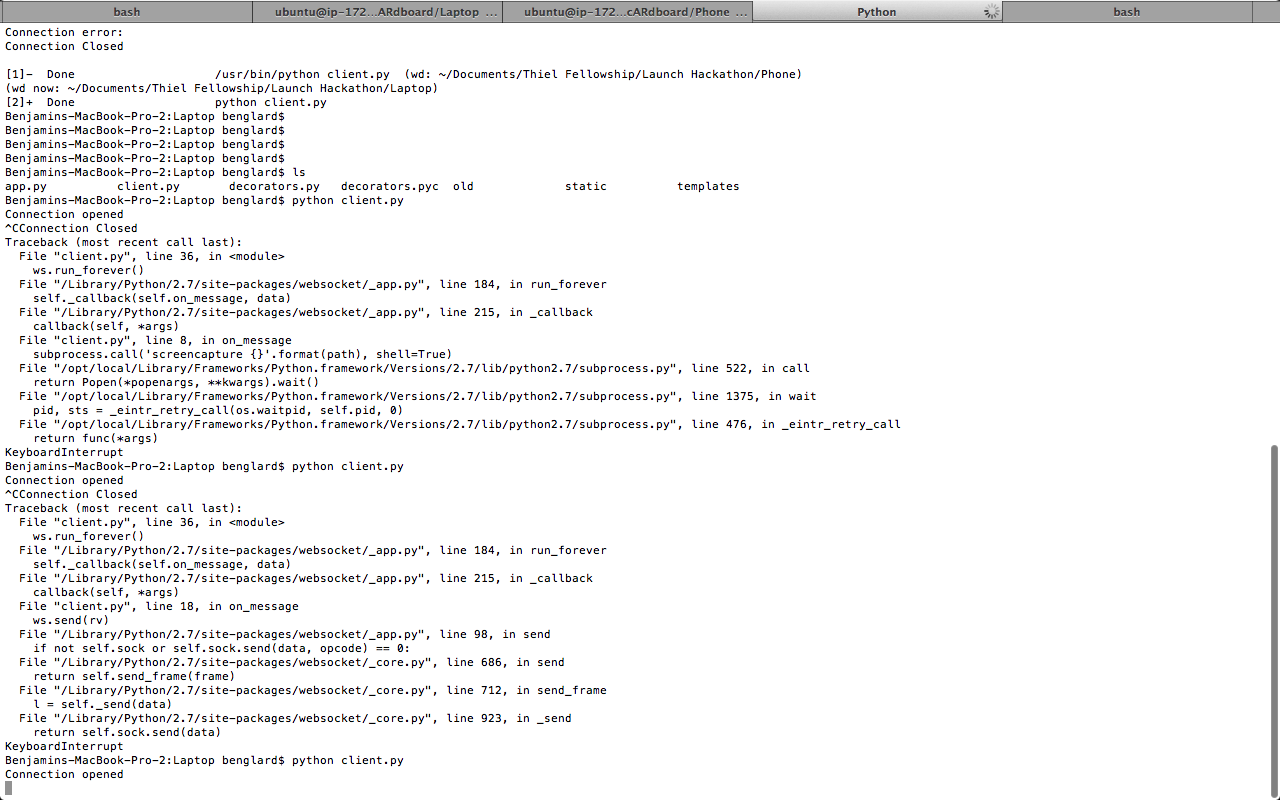 bash
ubuntu@ip-172...ARdboard/Laptop ...
ubuntu@ip-172...cARdboard/Phone ...
Python
bash
Connection error:
Connection Closed
[1]-  Done                    /usr/bin/python client.py  (wd: ~/Documents/Thiel Fellowship/Launch Hackathon/Phone)
(wd now: ~/Documents/Thiel Fellowship/Launch Hackathon/Laptop)
[2]+  Done                    python client.py
Benjamins-MacBook-Pro-2:Laptop benglard$
Benjamins-MacBook-Pro-2:Laptop benglard$
Benjamins-MacBook-Pro-2:Laptop benglard$
Benjamins-MacBook-Pro-2:Laptop benglard$
Benjamins-MacBook-Pro-2:Laptop benglard$ ls
app.py          client.py       decorators.py   decorators.pyc  old             static          templates
Benjamins-MacBook-Pro-2:Laptop benglard$ python client.py
Connection opened
^CConnection Closed
Traceback (most recent call last):
  File "client.py", line 36, in <module>
    ws.run_forever()
  File "/Library/Python/2.7/site-packages/websocket/_app.py", line 184, in run_forever
    self._callback(self.on_message, data)
  File "/Library/Python/2.7/site-packages/websocket/_app.py", line 215, in _callback
    callback(self, *args)
  File "client.py", line 8, in on_message
    subprocess.call('screencapture {}'.format(path), shell=True)
  File "/opt/local/Library/Frameworks/Python.framework/Versions/2.7/lib/python2.7/subprocess.py", line 522, in call
    return Popen(*popenargs, **kwargs).wait()
  File "/opt/local/Library/Frameworks/Python.framework/Versions/2.7/lib/python2.7/subprocess.py", line 1375, in wait
    pid, sts = _eintr_retry_call(os.waitpid, self.pid, 0)
  File "/opt/local/Library/Frameworks/Python.framework/Versions/2.7/lib/python2.7/subprocess.py", line 476, in _eintr_retry_call
    return func(*args)
KeyboardInterrupt
Benjamins-MacBook-Pro-2:Laptop benglard$ python client.py
Connection opened
^CConnection Closed
Traceback (most recent call last):
  File "client.py", line 36, in <module>
    ws.run_forever()
  File "/Library/Python/2.7/site-packages/websocket/_app.py", line 184, in run_forever
    self._callback(self.on_message, data)
  File "/Library/Python/2.7/site-packages/websocket/_app.py", line 215, in _callback
    callback(self, *args)
  File "client.py", line 18, in on_message
    ws.send(rv)
  File "/Library/Python/2.7/site-packages/websocket/_app.py", line 98, in send
    if not self.sock or self.sock.send(data, opcode) == 0:
  File "/Library/Python/2.7/site-packages/websocket/_core.py", line 686, in send
    return self.send_frame(frame)
  File "/Library/Python/2.7/site-packages/websocket/_core.py", line 712, in send_frame
    l = self._send(data)
  File "/Library/Python/2.7/site-packages/websocket/_core.py", line 923, in _send
    return self.sock.send(data)
KeyboardInterrupt
Benjamins-MacBook-Pro-2:Laptop benglard$ python client.py
Connection opened